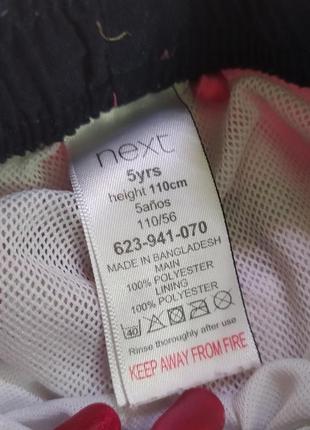 next
5yrs
height 110cm
5años
110/56
623-941-070
MADE IN BANGLADESH
MAIN
100% POLYESTER
LINING
100% POLYESTER
40
Rinse thoroughly after use
KEEP AWAY FROM FIRE